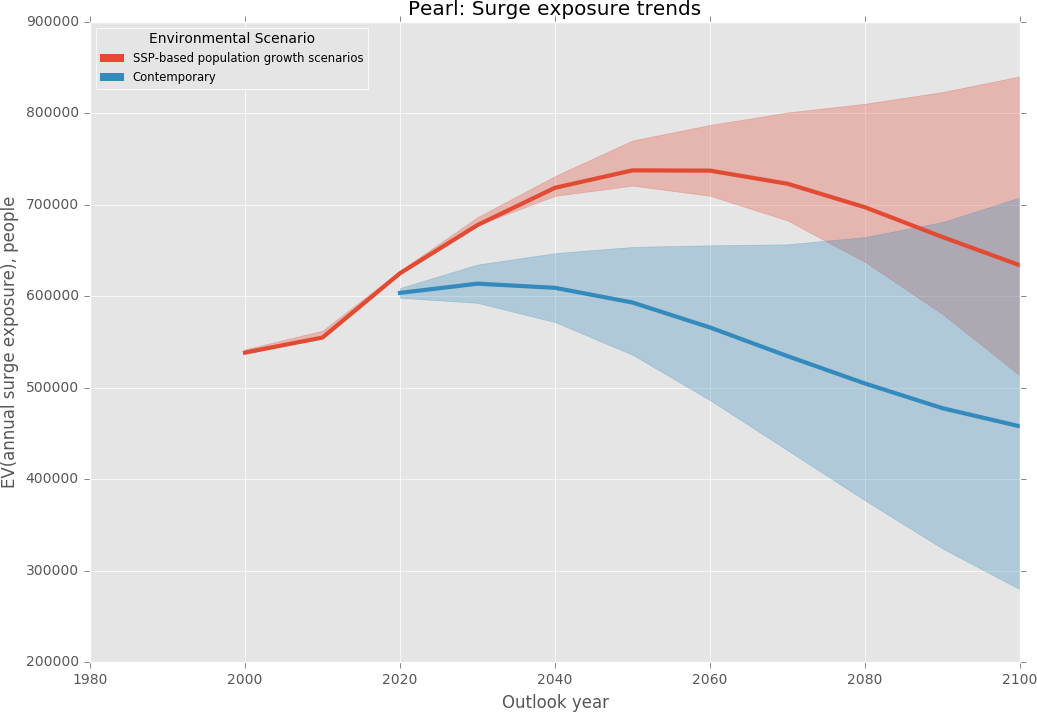 Pearl: Surge exposure trends
900000
800000
700000
600000
500000
400000
300000
200000
EV(annual surge exposure), people
Environmental Scenario
SSP-based population growth scenarios
Contemporary
1980 2000 2020 2040 2060 2080 2100
Outlook year